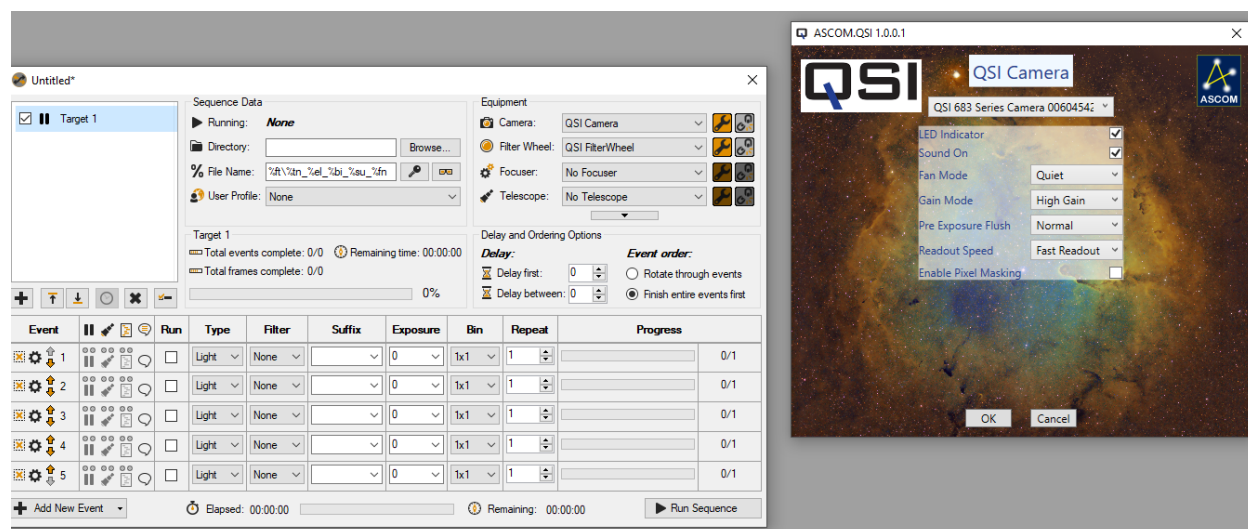 Untitled*
Target 1
Sequence Data
Running: None
Directory: Browse...
% File Name: %ft\%tn_%el_%bi_%su_%fn
User Profile: None
Equipment
Camera: QSI Camera
Filter Wheel: QSI FilterWheel
Focuser: No Focuser
Telescope: No Telescope
Target 1
Total events complete: 0/0 Remaining time: 00:00:00
Total frames complete: 0/0
0%
Delay and Ordering Options
Delay: Event order:
Delay first: 0 Rotate through events
Delay between: 0 Finish entire events first
Event Run Type Filter Suffix Exposure Bin Repeat Progress
1 Light None 0 1x1 1 0/1
2 Light None 0 1x1 1 0/1
3 Light None 0 1x1 1 0/1
4 Light None 0 1x1 1 0/1
5 Light None 0 1x1 1 0/1
Add New Event Elapsed: 00:00:00 Remaining: 00:00:00 Run Sequence
ASCOM.QSI 1.0.0.1
QSI
QSI Camera
ASCOM
QSI 683 Series Camera 00604542
LED Indicator
Sound On
Fan Mode Quiet
Gain Mode High Gain
Pre Exposure Flush Normal
Readout Speed Fast Readout
Enable Pixel Masking
OK Cancel